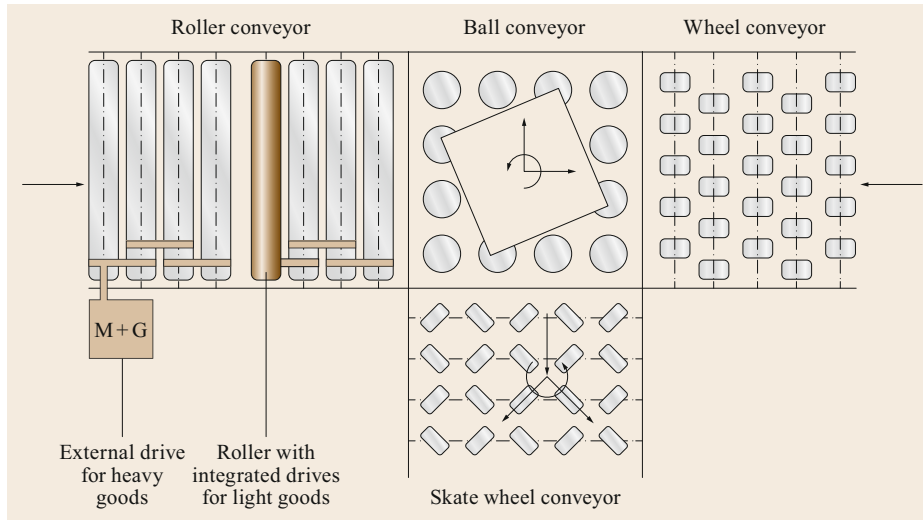 Roller conveyor
Ball conveyor
Wheel conveyor
M+G
External drive
for heavy
goods
Roller with
integrated drives
for light goods
Skate wheel conveyor